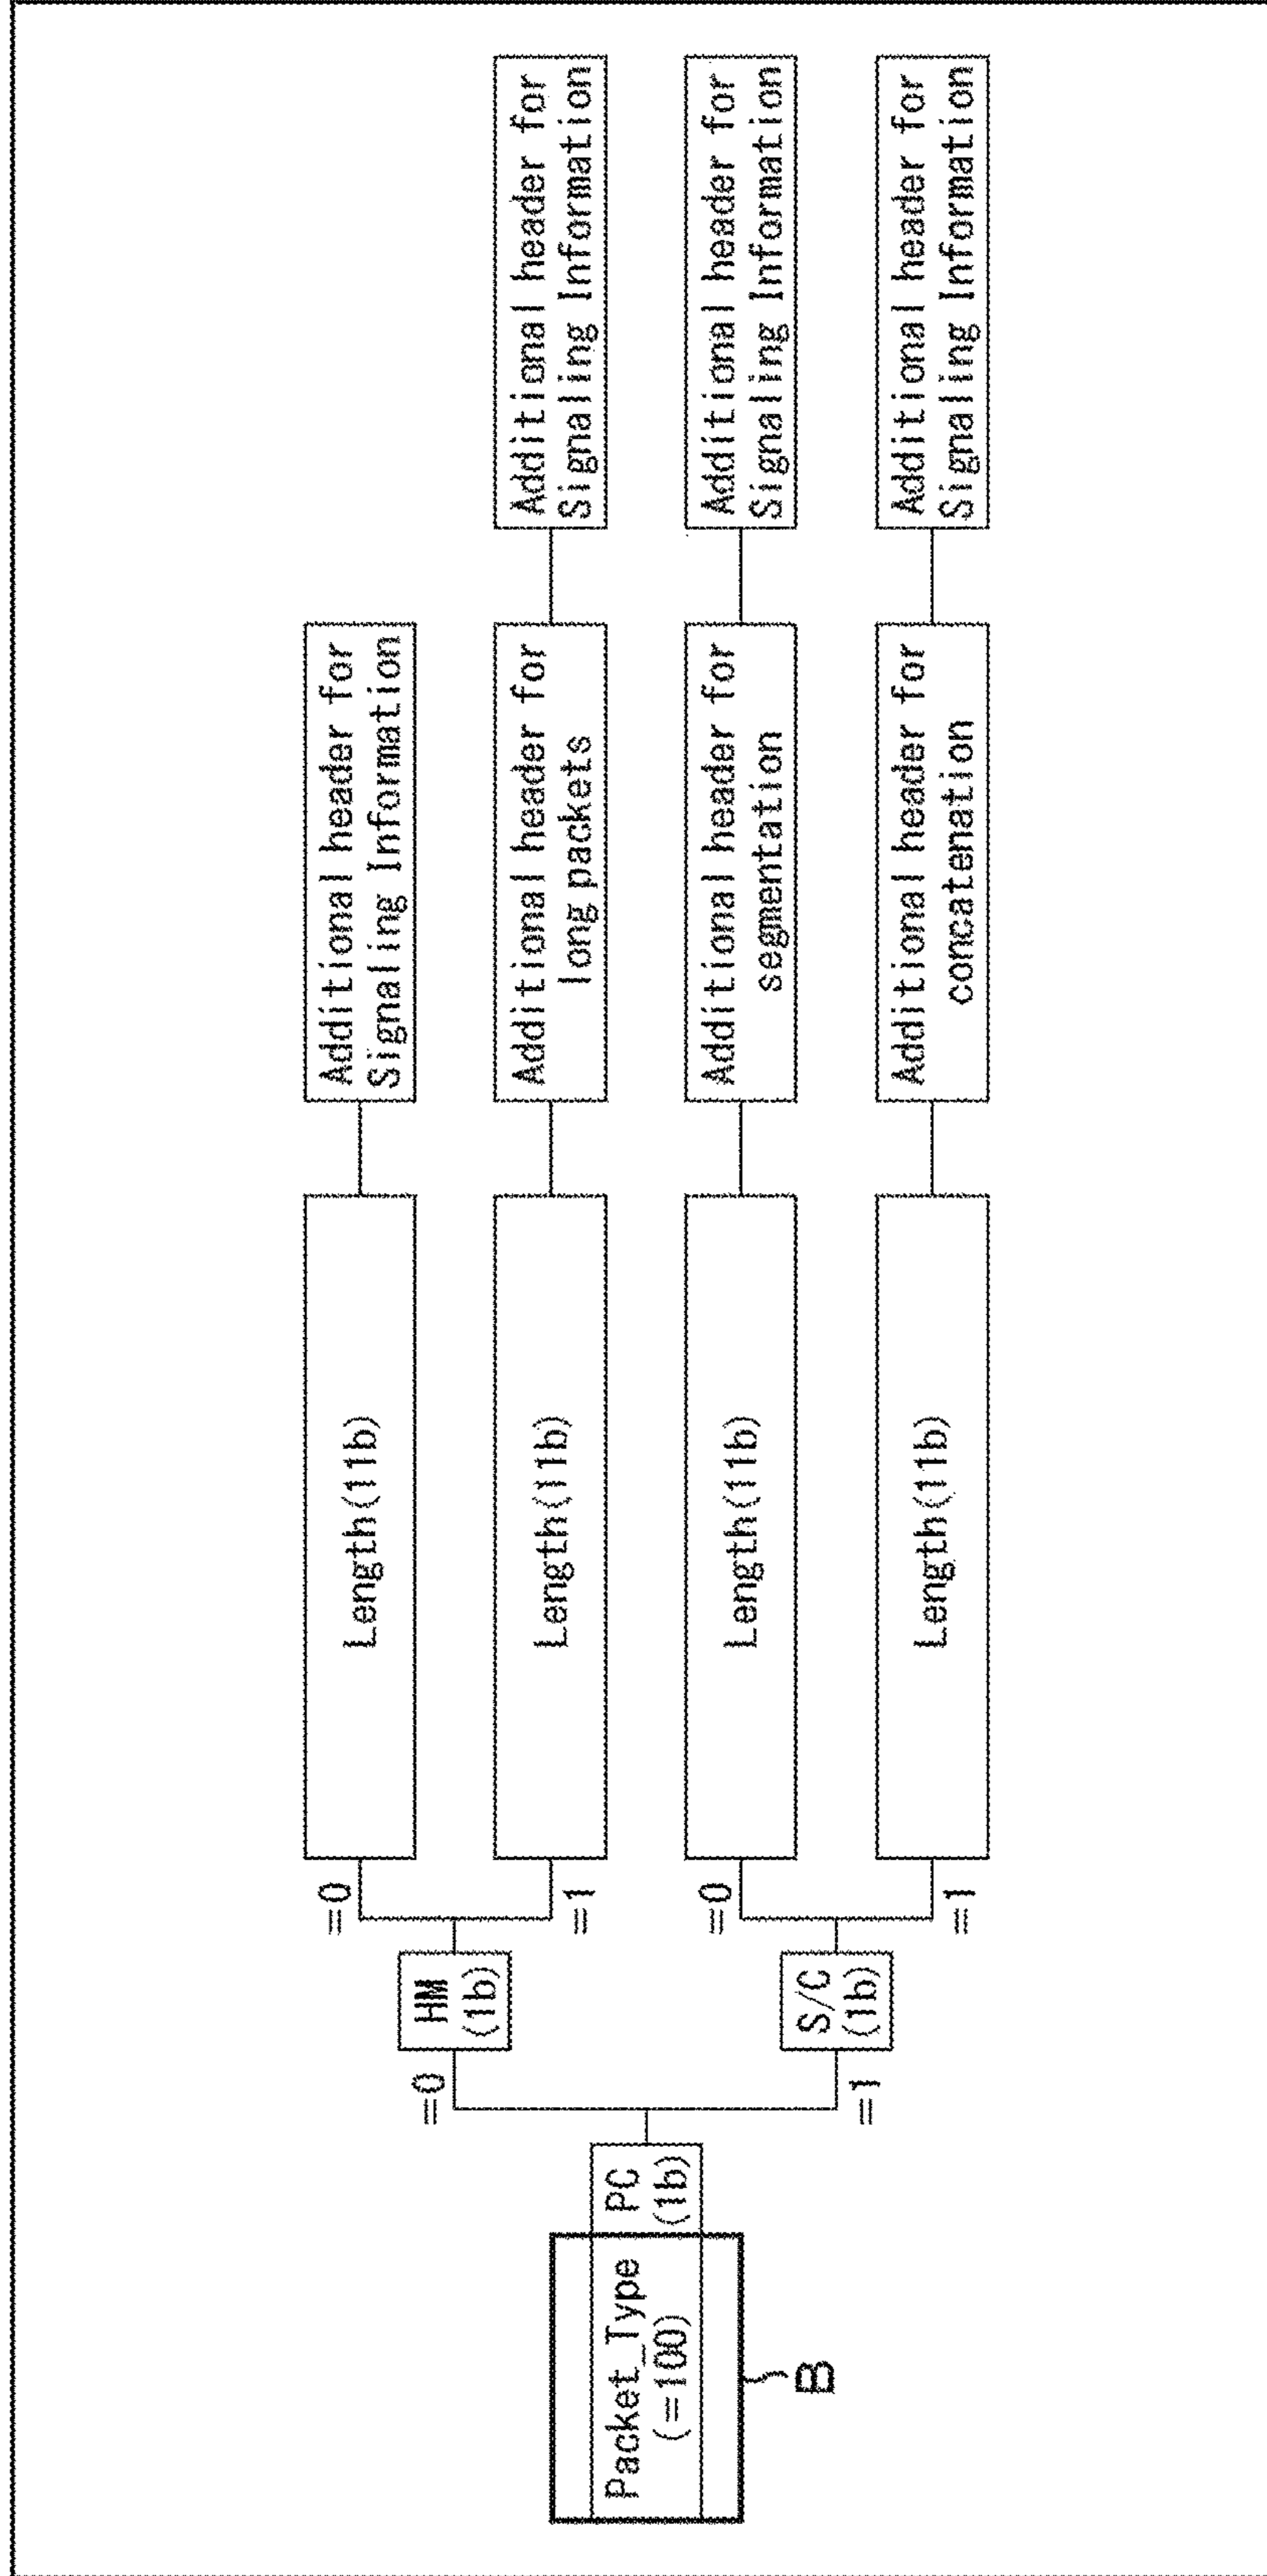 Packet_Type
(=100)
B
PC
(1b)
=0
HM
(1b)
=0
Length(11b)
Additional header for
Signaling Information
=1
Length(11b)
Additional header for
long packets
Additional header for
Signaling Information
=1
S/C
(1b)
=0
Length(11b)
Additional header for
segmentation
Additional header for
Signaling Information
=1
Length(11b)
Additional header for
concatenation
Additional header for
Signaling Information